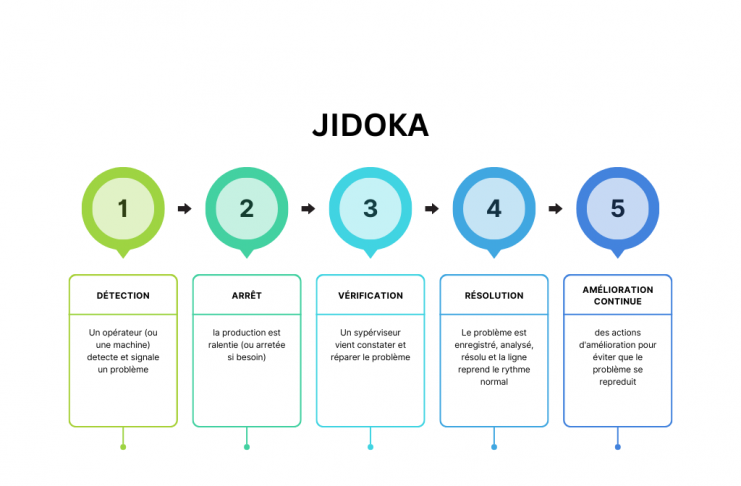 JIDOKA
1
2
3
4
5
DÉTECTION
Un opérateur (ou
une machine)
detecte et signale
un problème
ARRÊT
la production est
ralentie (ou arretée
si besoin)
VÉRIFICATION
Un sypérviseur
vient constater et
réparer le problème
RÉSOLUTION
Le problème est
enregistré, analysé,
résolu et la ligne
reprend le rythme
normal
AMÉLIORATION
CONTINUE
des actions
d'amélioration pour
éviter que le
problème se
repreduit